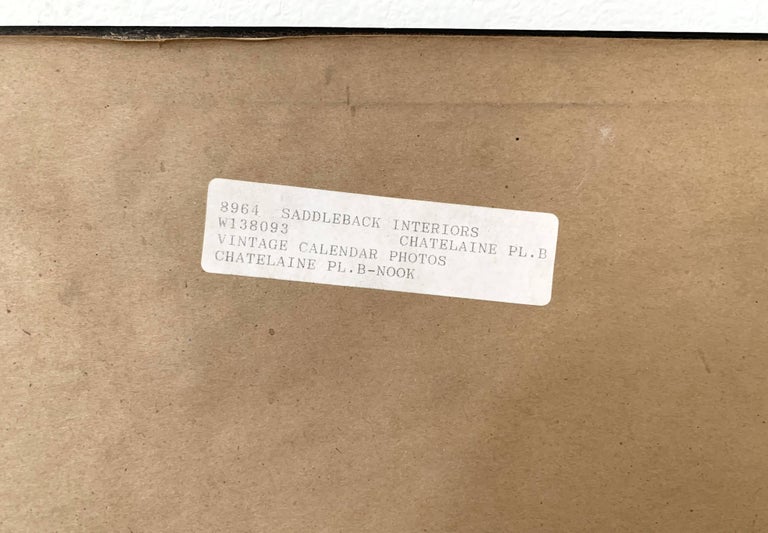 8964 SADDLEBACK INTERIORS
W138093 CHATELAINE PL.B
VINTAGE CALENDAR PHOTOS
CHATELAINE PL.B-NOOK